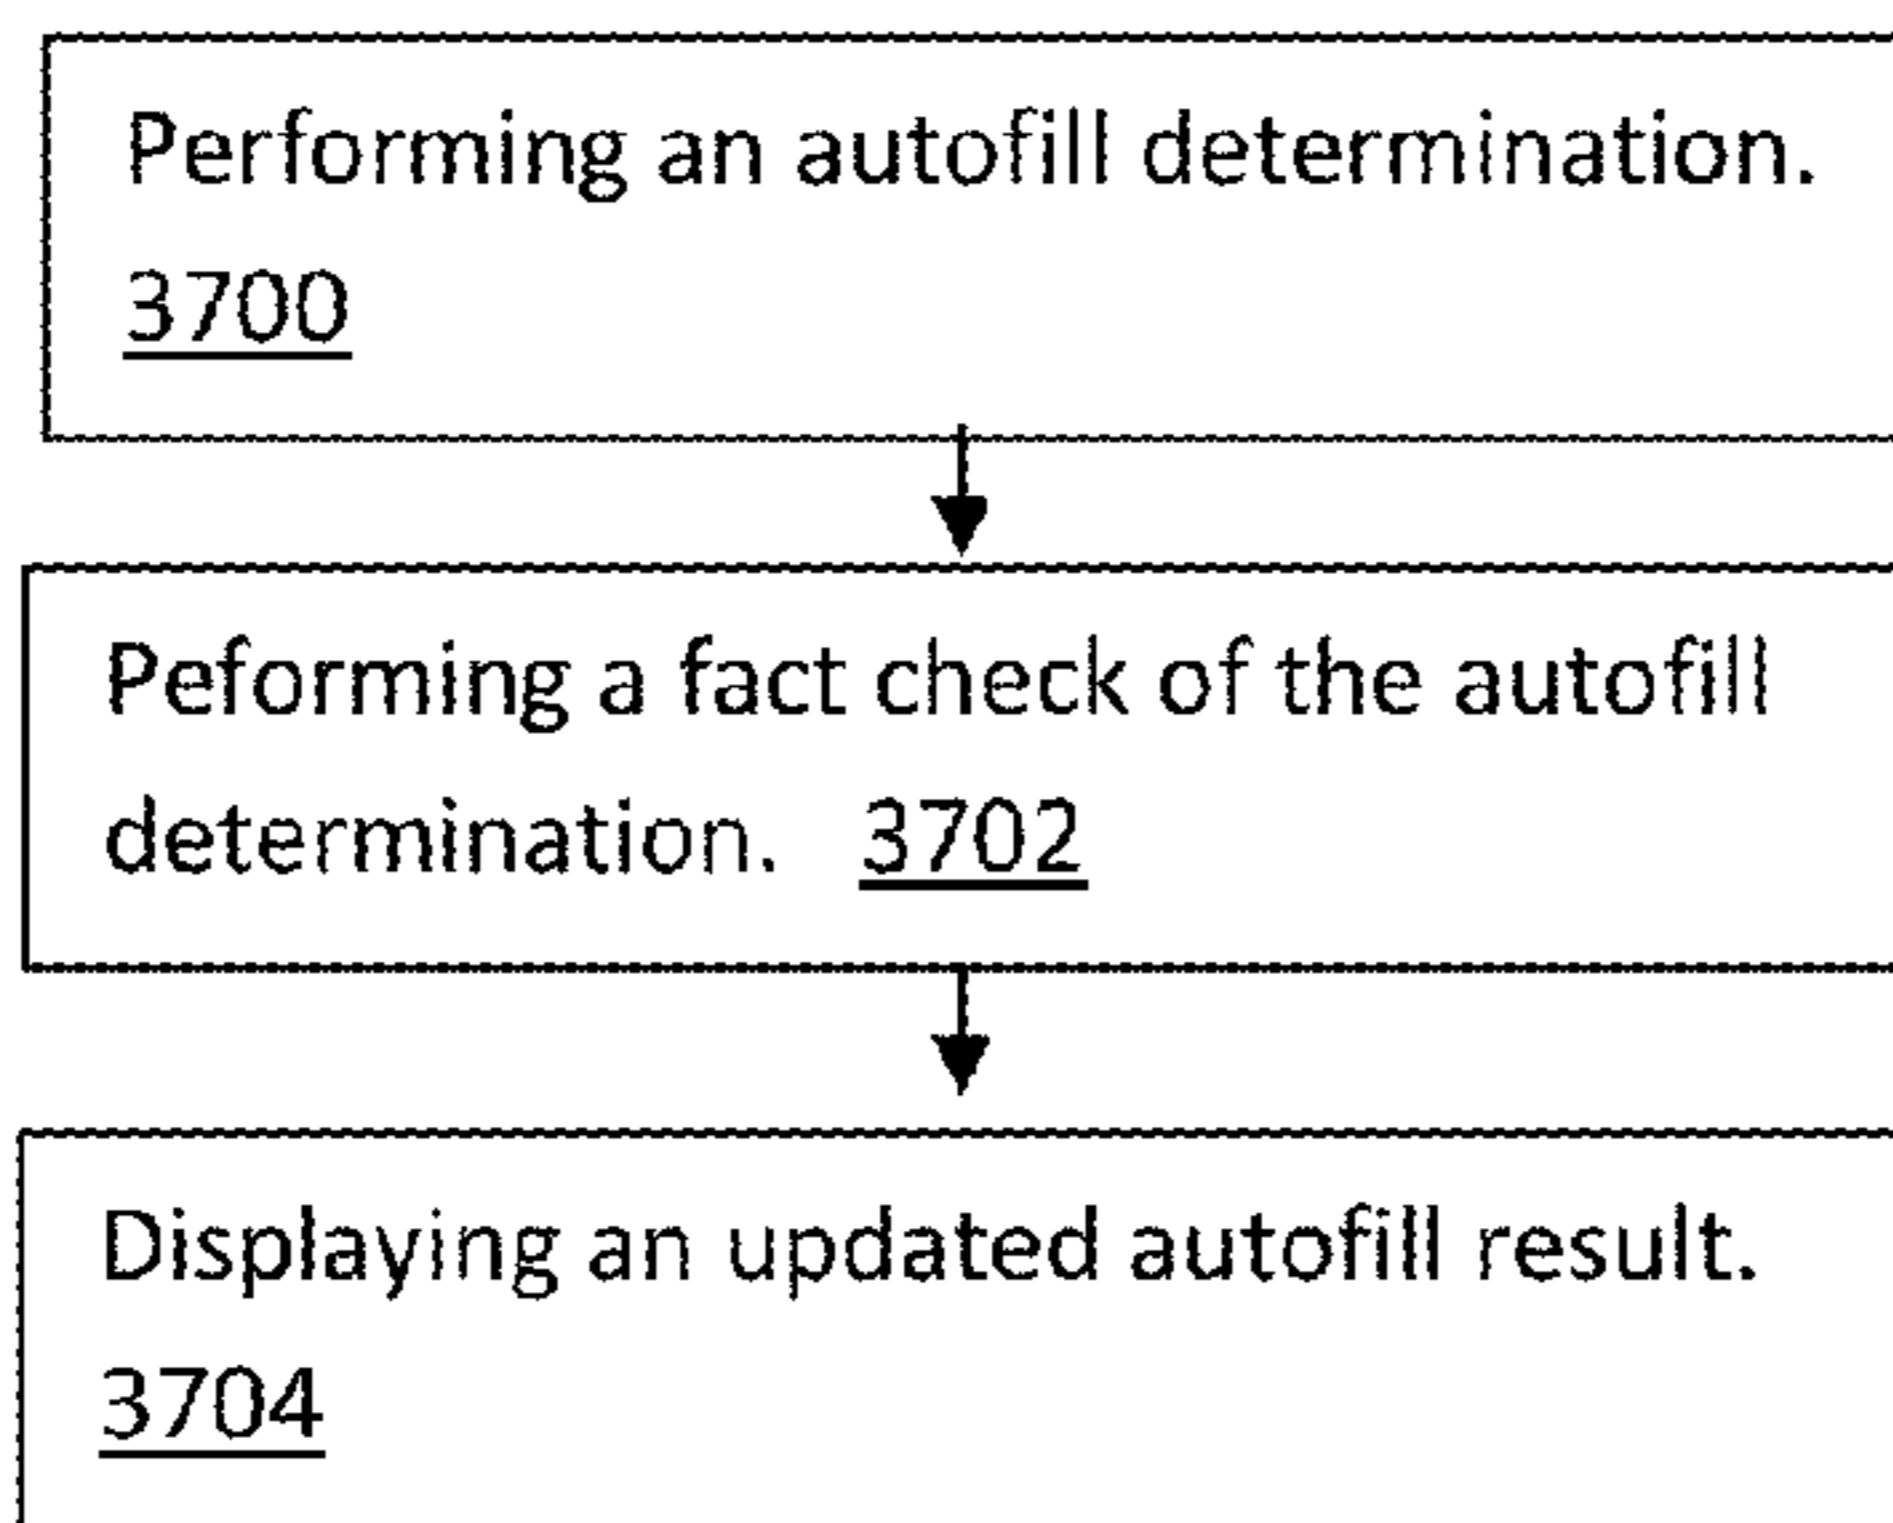 Performing an autofill determination.
3700
Peforming a fact check of the autofill
determination. 3702
Displaying an updated autofill result.
3704